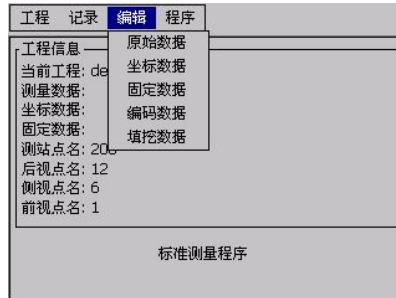 工程 记录 编辑 程序
原始数据
坐标数据
固定数据
编码数据
填挖数据
工程信息
当前工程: de
测量数据:
坐标数据:
固定数据:
测站点名: 20
后视点名: 12
侧视点名: 6
前视点名: 1
标准测量程序